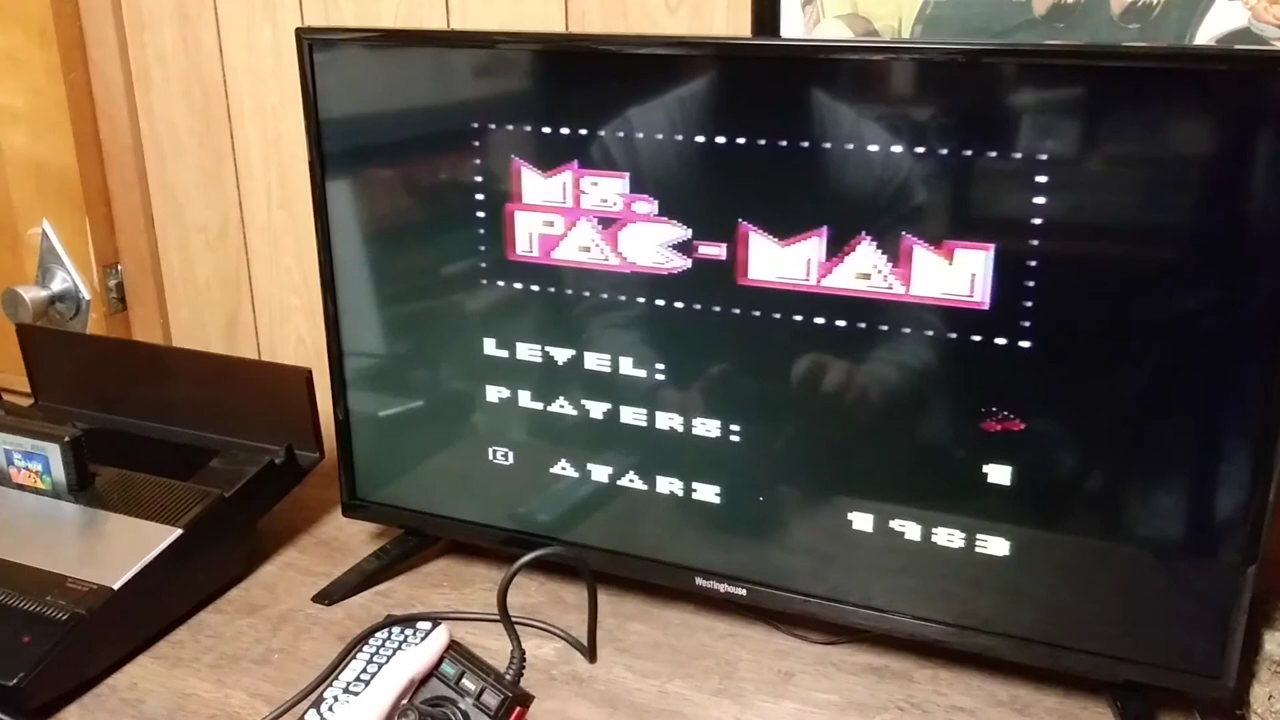 Ms.
PAC-MAN
LEVEL:
PLAYERS: 1
© ATARI 1983
Westinghouse